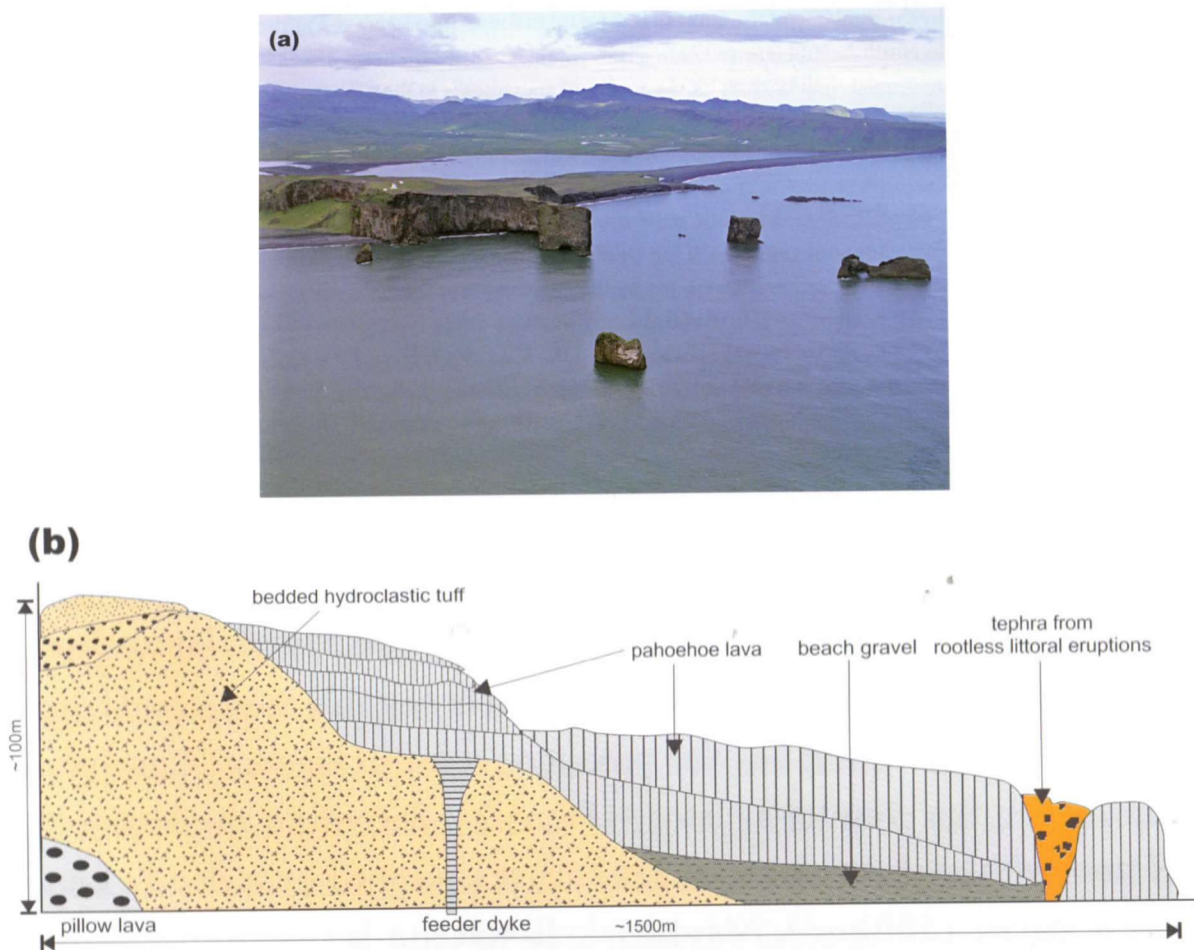 (a)
(b)
bedded hydroclastic tuff
pahoehoe lava
beach gravel
tephra from
rootless littoral eruptions
~100m
pillow lava
feeder dyke
~1500m